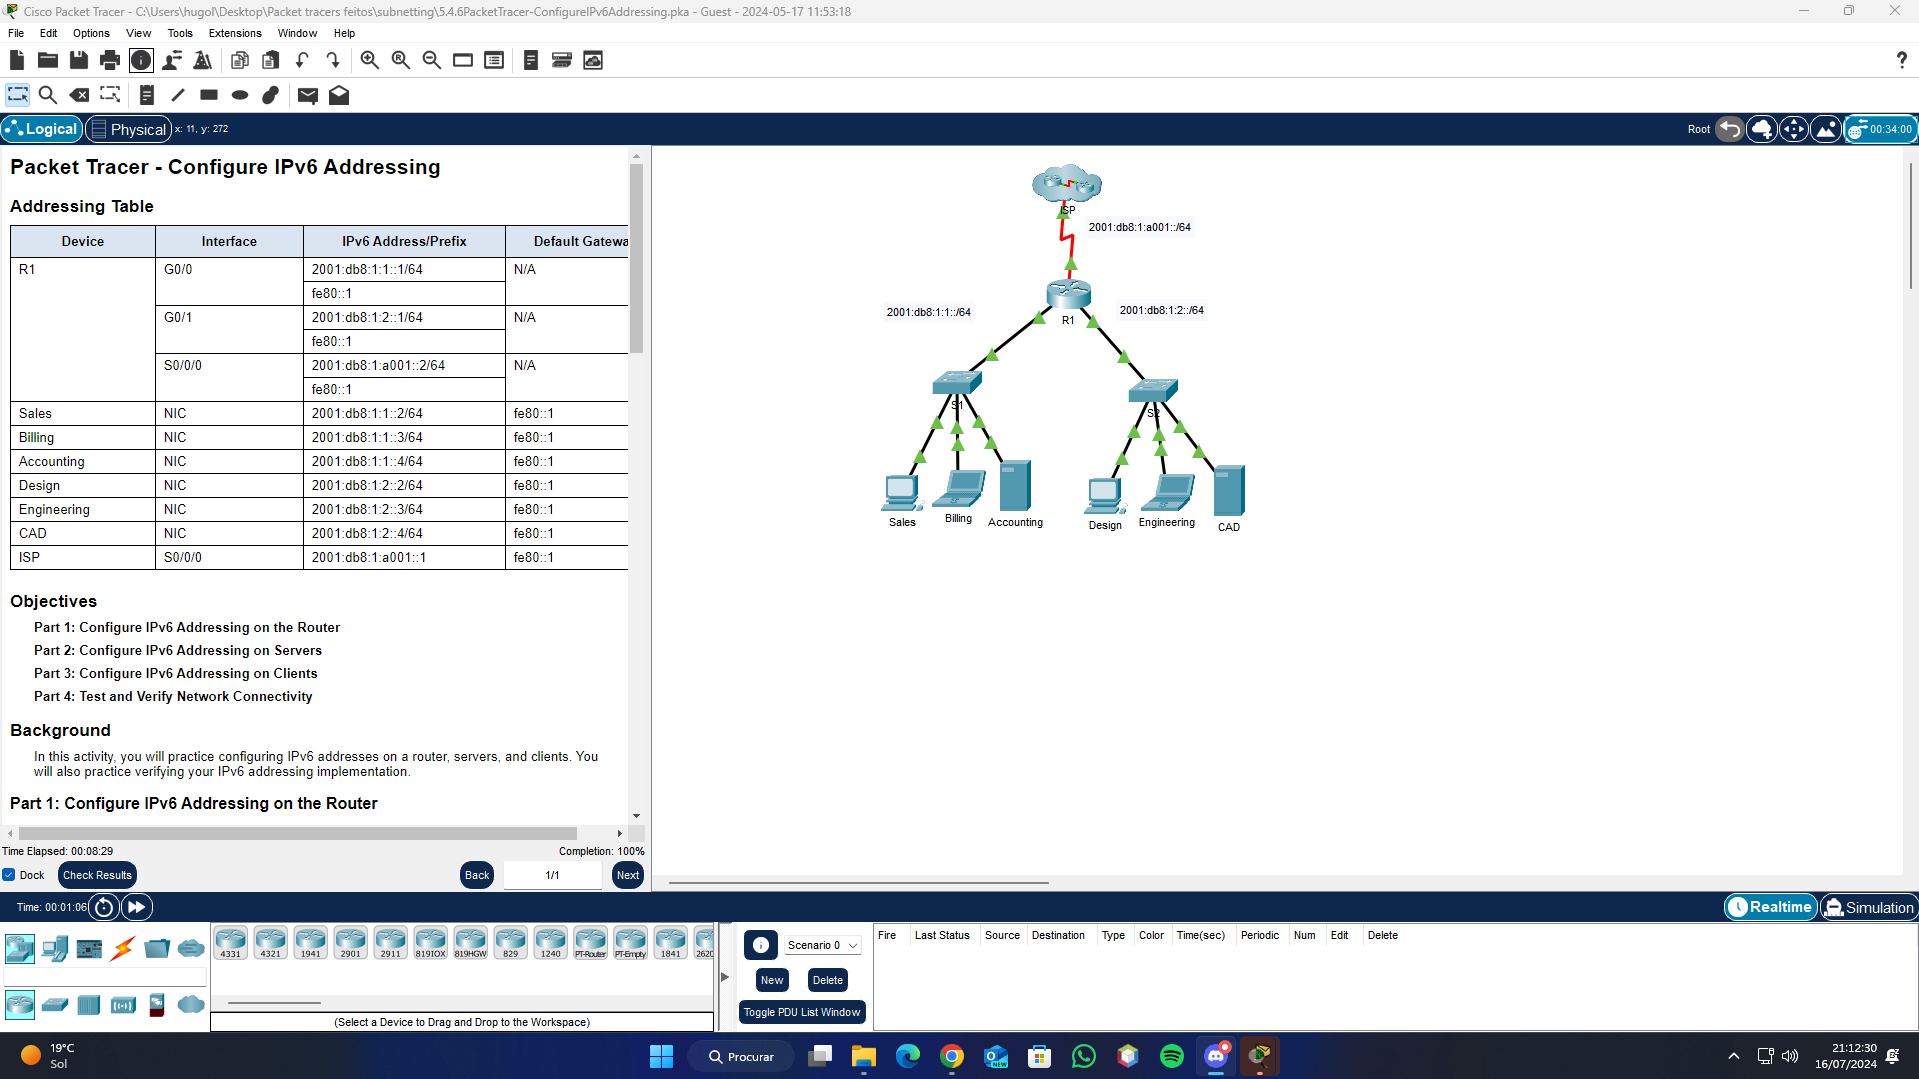 Cisco Packet Tracer - C:\Users\hugol\Desktop\Packet tracers feitos\subnetting\5.4.6PacketTracer-ConfigureIPv6Addressing.pka - Guest - 2024-05-17 11:53:18
File Edit Options View Tools Extensions Window Help
Logical Physical x: 11, y: 272 Root 00:34:00
Packet Tracer - Configure IPv6 Addressing
Addressing Table
Device Interface IPv6 Address/Prefix Default Gatewa
R1 G0/0 2001:db8:1:1::1/64 N/A
fe80::1
G0/1 2001:db8:1:2::1/64 N/A
fe80::1
S0/0/0 2001:db8:1:a001::2/64 N/A
fe80::1
Sales NIC 2001:db8:1:1::2/64 fe80::1
Billing NIC 2001:db8:1:1::3/64 fe80::1
Accounting NIC 2001:db8:1:1::4/64 fe80::1
Design NIC 2001:db8:1:2::2/64 fe80::1
Engineering NIC 2001:db8:1:2::3/64 fe80::1
CAD NIC 2001:db8:1:2::4/64 fe80::1
ISP S0/0/0 2001:db8:1:a001::1 fe80::1
Objectives
Part 1: Configure IPv6 Addressing on the Router
Part 2: Configure IPv6 Addressing on Servers
Part 3: Configure IPv6 Addressing on Clients
Part 4: Test and Verify Network Connectivity
Background
In this activity, you will practice configuring IPv6 addresses on a router, servers, and clients. You
will also practice verifying your IPv6 addressing implementation.
Part 1: Configure IPv6 Addressing on the Router
Time Elapsed: 00:08:29 Completion: 100%
Dock Check Results Back 1/1 Next
ISP
2001:db8:1:a001::/64
2001:db8:1:1::/64
2001:db8:1:2::/64
R1
S1
S2
Sales Billing Accounting
Design Engineering CAD
Time: 00:01:06 Realtime Simulation
4331 4321 1941 2901 2911 819IOX 819HGW 829 1240 PT-Router PT-Empty 1841 2620
(Select a Device to Drag and Drop to the Workspace)
Scenario 0
New Delete
Toggle PDU List Window
Fire Last Status Source Destination Type Color Time(sec) Periodic Num Edit Delete
19°C
Sol
Procurar
NEW
21:12:30
16/07/2024